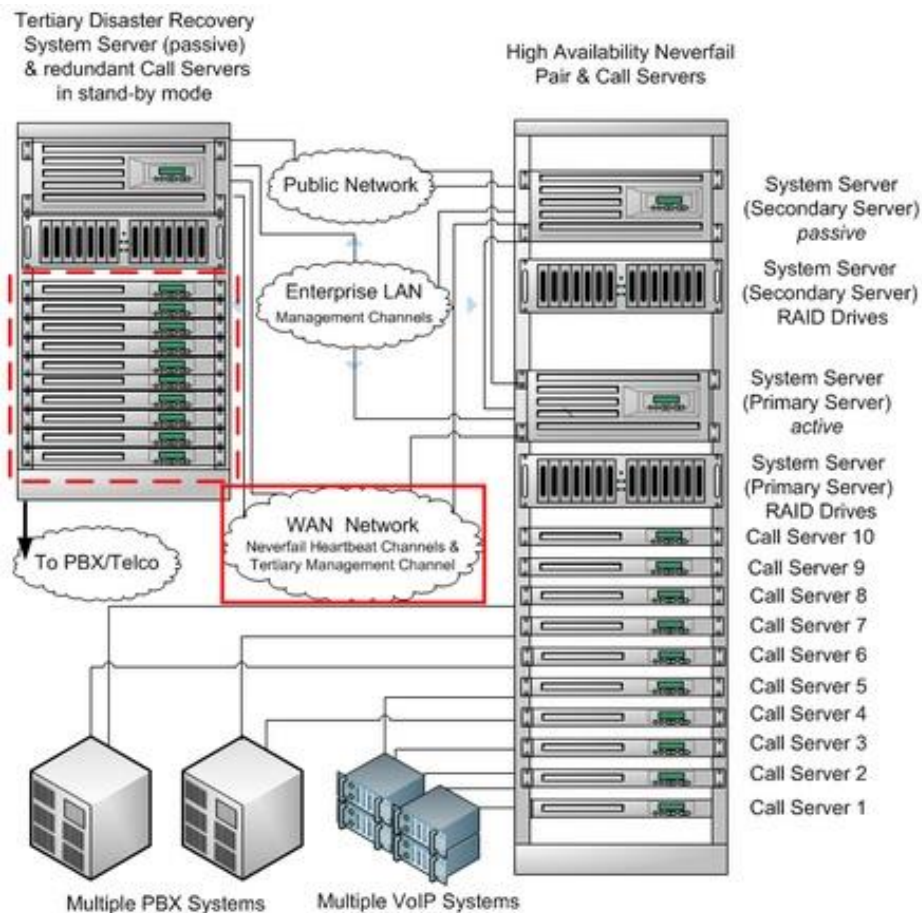 Tertiary Disaster Recovery
System Server (passive)
& redundant Call Servers
in stand-by mode
High Availability Neverfail
Pair & Call Servers
Public Network
Enterprise LAN
Management Channels
WAN Network
Neverfail Heartbeat Channels &
Tertiary Management Channel
To PBX/Telco
System Server
(Secondary Server)
passive
System Server
(Secondary Server)
RAID Drives
System Server
(Primary Server)
active
System Server
(Primary Server)
RAID Drives
Call Server 10
Call Server 9
Call Server 8
Call Server 7
Call Server 6
Call Server 5
Call Server 4
Call Server 3
Call Server 2
Call Server 1
Multiple PBX Systems
Multiple VoIP Systems